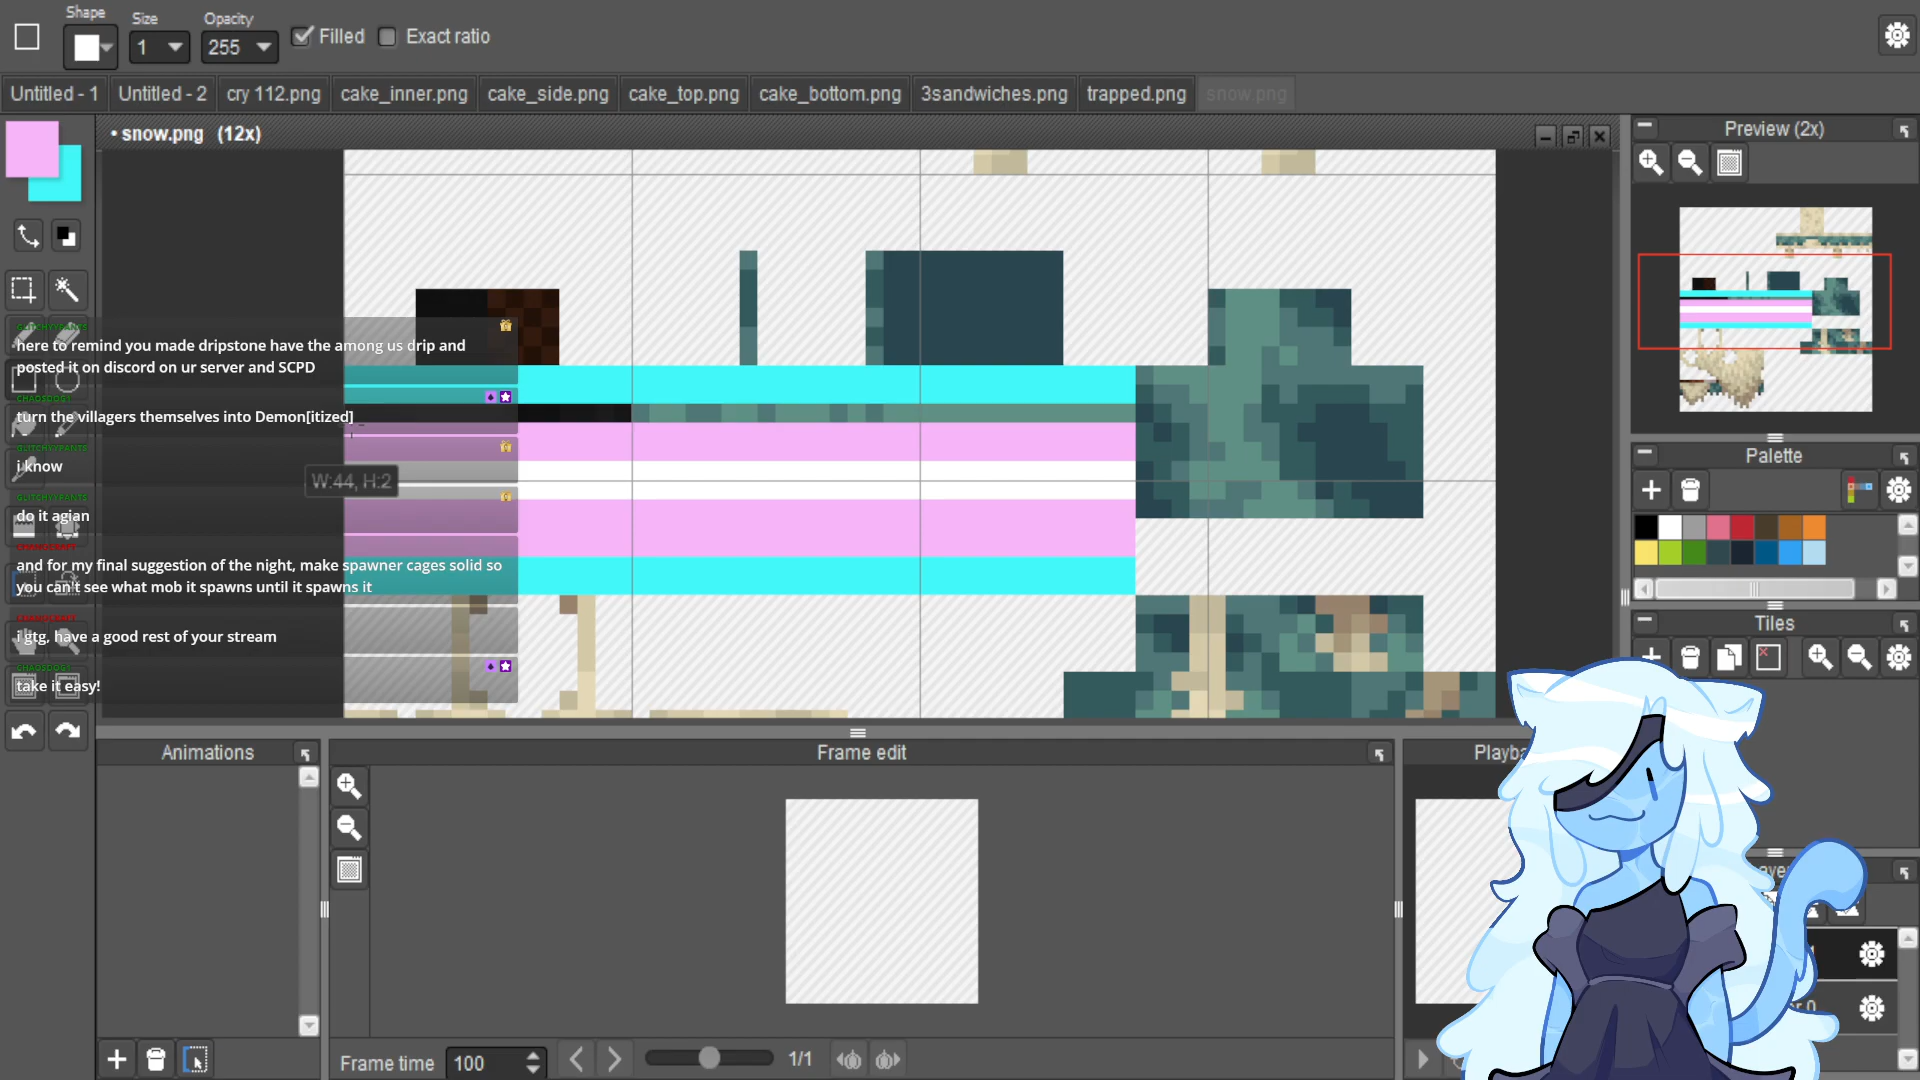 Shape
Size
Opacity
1
255
Filled
Exact ratio
Untitled - 1
Untitled - 2
cry 112.png
cake_inner.png
cake_side.png
cake_top.png
cake_bottom.png
3sandwiches.png
trapped.png
snow.png
• snow.png (12x)
Preview (2x)
GLITCHYYPANTS
here to remind you made dripstone have the among us drip and
posted it on discord on ur server and SCPD
CHAOSDOG1
turn the villagers themselves into Demon[itized]
GLITCHYYPANTS
i know
W:44, H:2
GLITCHYYPANTS
do it agian
and for my final suggestion of the night, make spawner cages solid so
you can't see what mob it spawns until it spawns it
i gtg, have a good rest of your stream
CHAOSDOG1
take it easy!
Palette
Tiles
Animations
Frame edit
Frame time
100
1/1